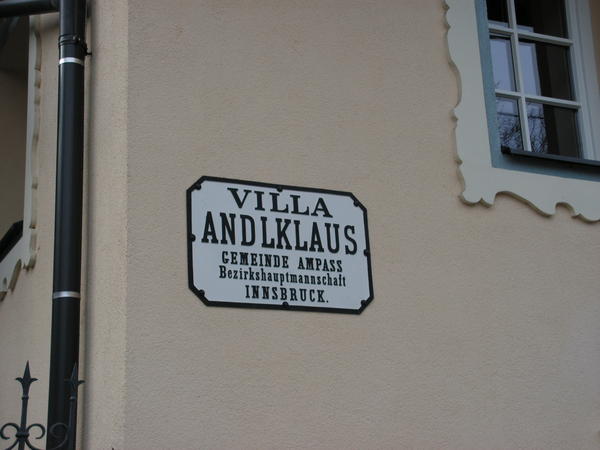 VILLA
ANDLKLAUS
GEMEINDE AMPASS
Bezirkshauptmannschaft
INNSBRUCK.